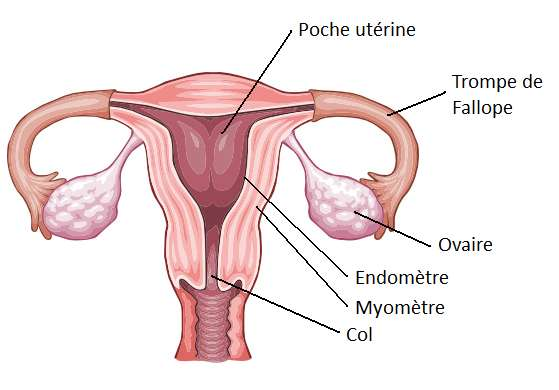 Poche utérine
Trompe de
Fallope
Ovaire
Endomètre
Myomètre
Col